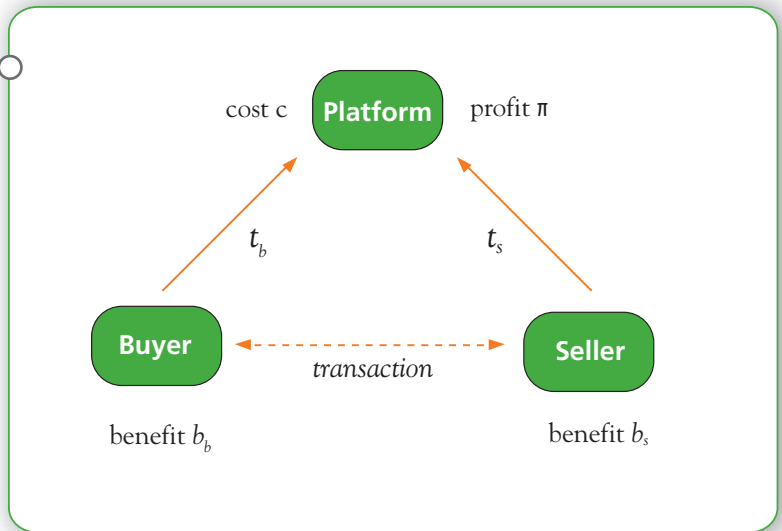 cost c Platform profit π
t_b t_s
Buyer Seller
transaction
benefit b_b benefit b_s